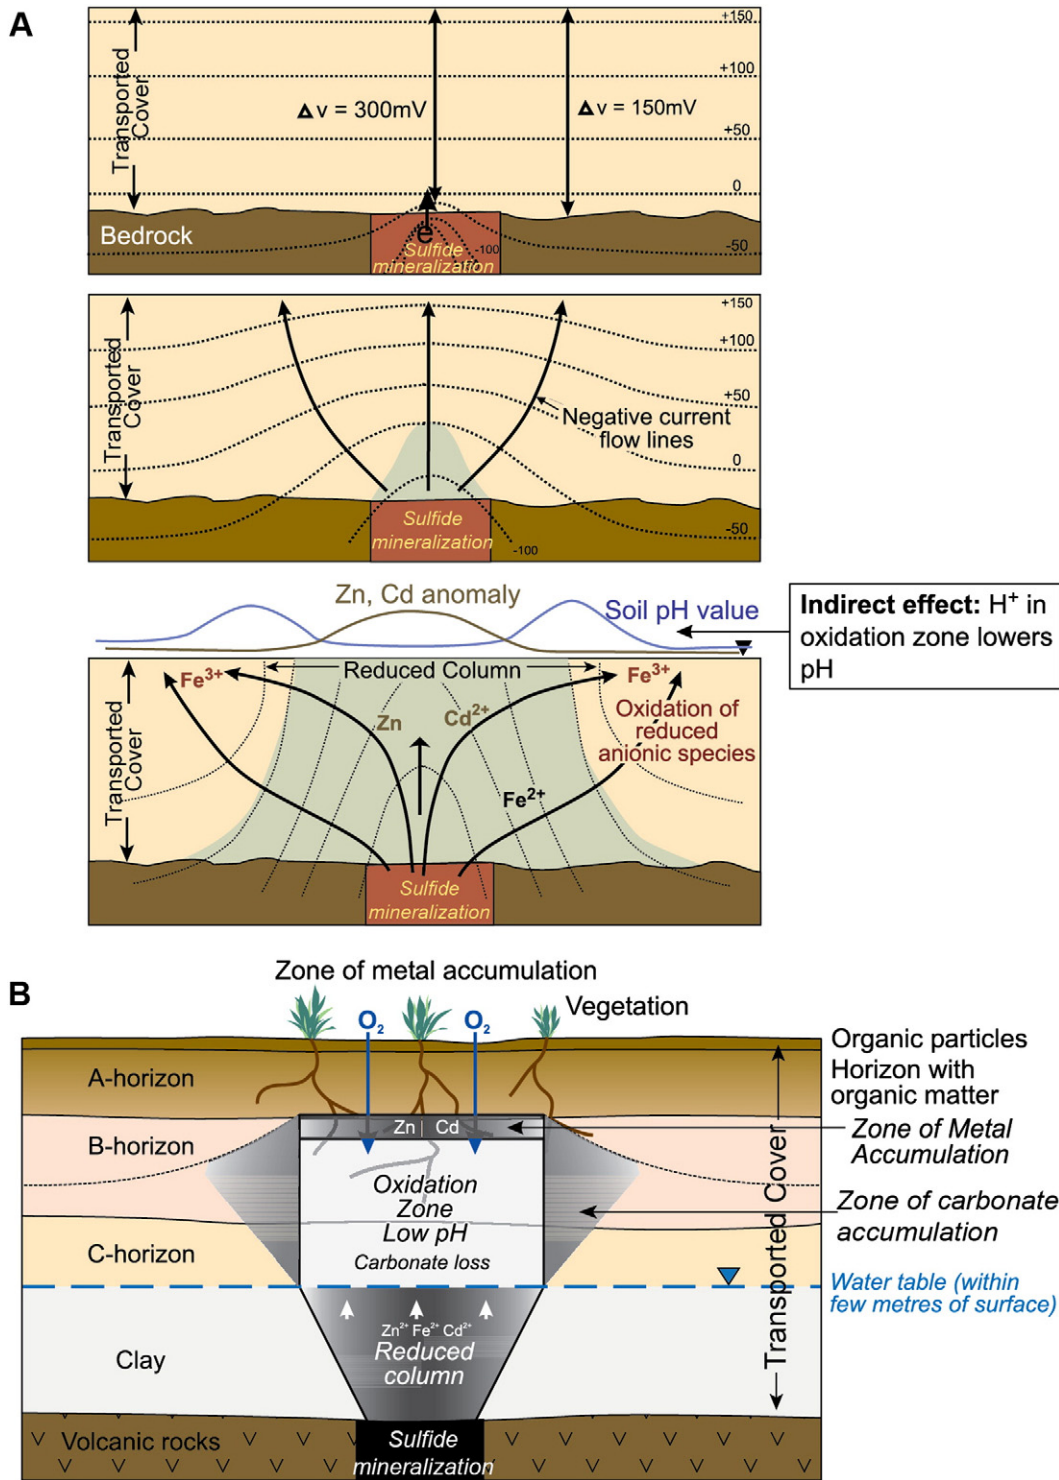 A
Transported
Cover
+150
+100
+50
0
-50
-100
Δ v = 300mV
Δ v = 150mV
Bedrock
e
Sulfide
mineralization
Transported
Cover
+150
+100
+50
0
-50
-100
Negative current
flow lines
Sulfide
mineralization
Zn, Cd anomaly
Soil pH value
Indirect effect: H⁺ in
oxidation zone lowers
pH
Transported
Cover
Reduced Column
Fe³⁺
Fe³⁺
Zn
Cd²⁺
Oxidation of
reduced
anionic species
Fe²⁺
Sulfide
mineralization
B
Zone of metal accumulation
Vegetation
O₂
O₂
Organic particles
Horizon with
organic matter
A-horizon
Zn
Cd
Zone of Metal
Accumulation
B-horizon
Oxidation
Zone
Low pH
Carbonate loss
Zone of carbonate
accumulation
C-horizon
Water table (within
few metres of surface)
Transported Cover
Zn²⁺ Fe²⁺ Cd²⁺
Reduced
column
Clay
Volcanic rocks
Sulfide
mineralization